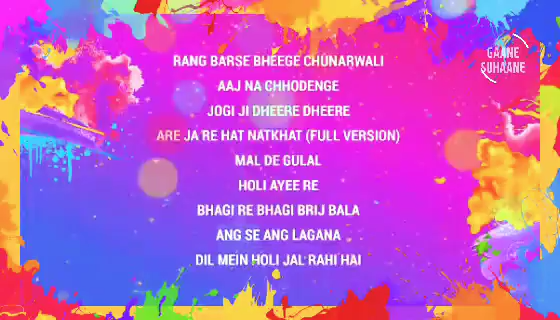 GAANE
SUHAANE
RANG BARSE BHEEGE CHUNARWALI
AAJ NA CHHODENGE
JOGI JI DHEERE DHEERE
ARE JA RE HAT NATKHAT (FULL VERSION)
MAL DE GULAL
HOLI AYEE RE
BHAGI RE BHAGI BRIJ BALA
ANG SE ANG LAGANA
DIL MEIN HOLI JAL RAHI HAI